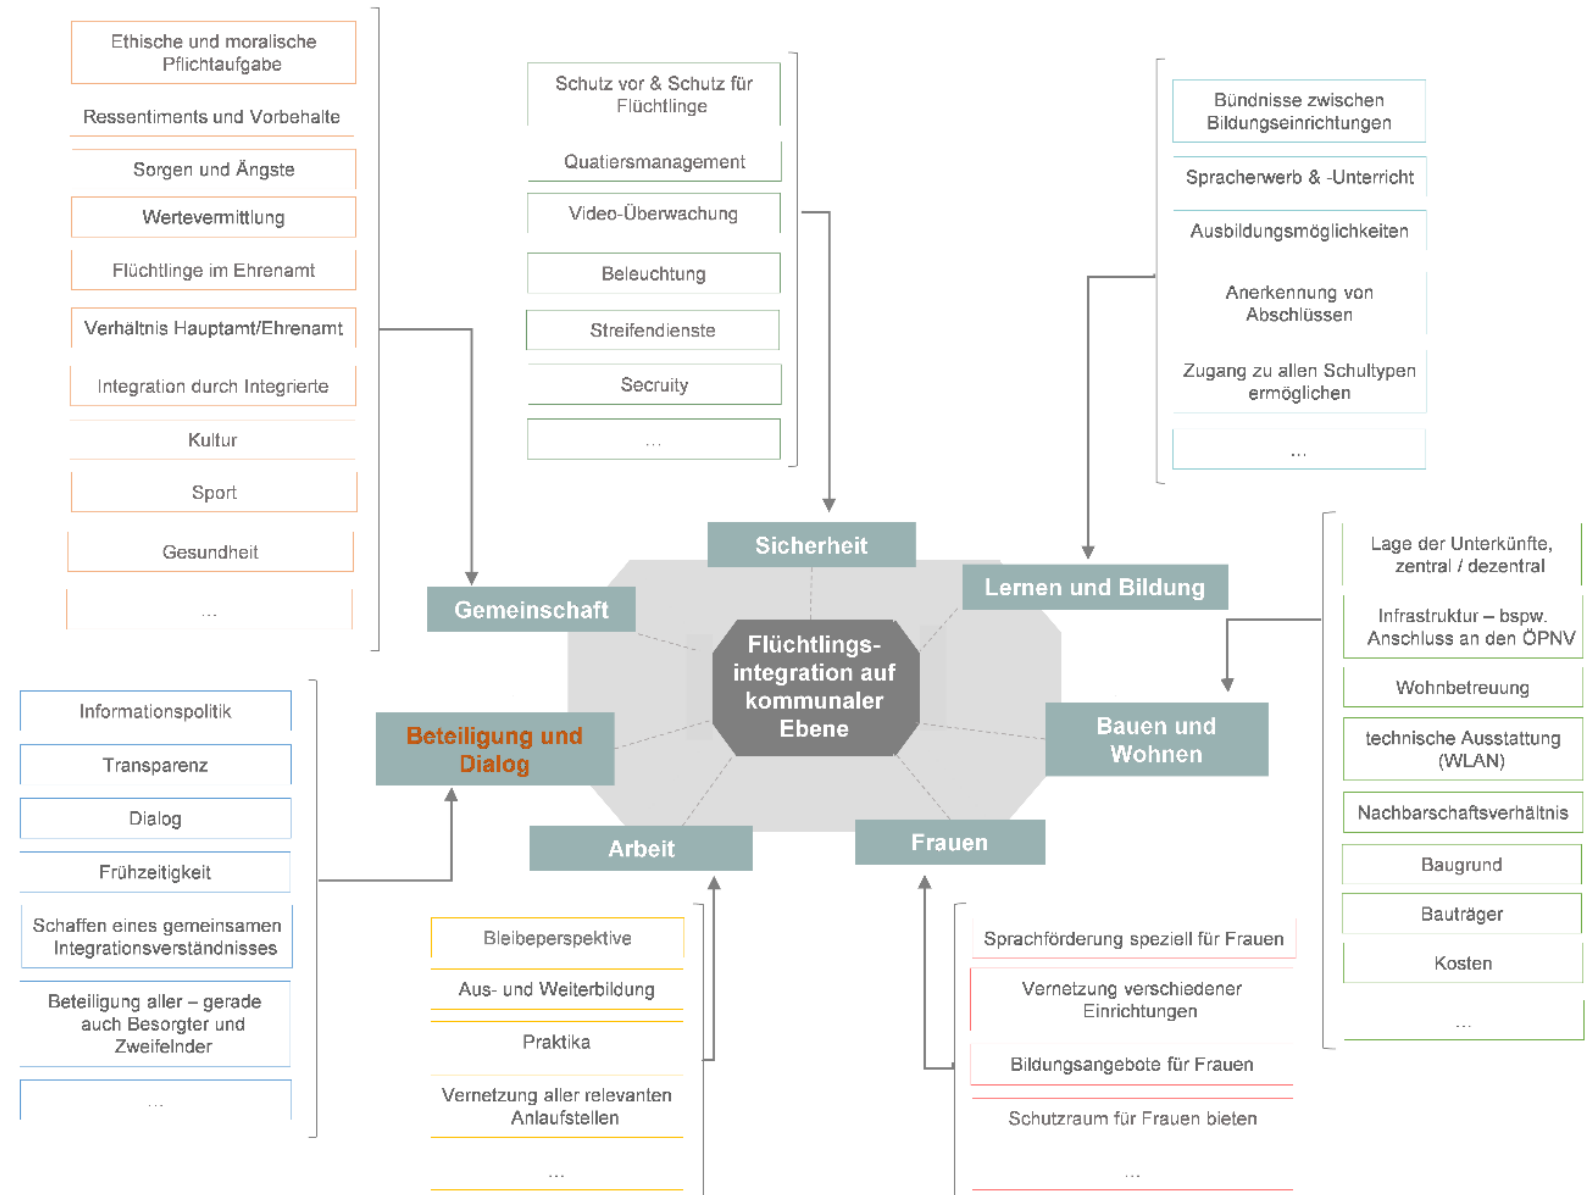 Ethische und moralische
Pflichtaufgabe
Ressentiments und Vorbehalte
Sorgen und Ängste
Wertevermittlung
Flüchtlinge im Ehrenamt
Verhältnis Hauptamt/Ehrenamt
Integration durch Integrierte
Kultur
Sport
Gesundheit
...
Schutz vor & Schutz für
Flüchtlinge
Quatiersmanagement
Video-Überwachung
Beleuchtung
Streifendienste
Secruity
...
Bündnisse zwischen
Bildungseinrichtungen
Spracherwerb & -Unterricht
Ausbildungsmöglichkeiten
Anerkennung von
Abschlüssen
Zugang zu allen Schultypen
ermöglichen
...
Sicherheit
Gemeinschaft
Lernen und Bildung
Flüchtlings-
integration auf
kommunaler
Ebene
Beteiligung und
Dialog
Bauen und
Wohnen
Arbeit
Frauen
Lage der Unterkünfte,
zentral / dezentral
Infrastruktur – bspw.
Anschluss an den ÖPNV
Wohnbetreuung
technische Ausstattung
(WLAN)
Nachbarschaftsverhältnis
Baugrund
Bauträger
Kosten
...
Informationspolitik
Transparenz
Dialog
Frühzeitigkeit
Schaffen eines gemeinsamen
Integrationsverständnisses
Beteiligung aller – gerade
auch Besorgter und
Zweifelnder
...
Bleibeperspektive
Aus- und Weiterbildung
Praktika
Vernetzung aller relevanten
Anlaufstellen
...
Sprachförderung speziell für Frauen
Vernetzung verschiedener
Einrichtungen
Bildungsangebote für Frauen
Schutzraum für Frauen bieten
...